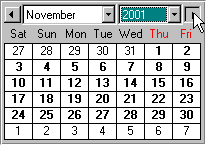 November 2001
Sat Sun Mon Tue Wed Thu Fri
27 28 29 30 31 1 2
3 4 5 6 7 8 9
10 11 12 13 14 15 16
17 18 19 20 21 22 23
24 25 26 27 28 29 30
1 2 3 4 5 6 7